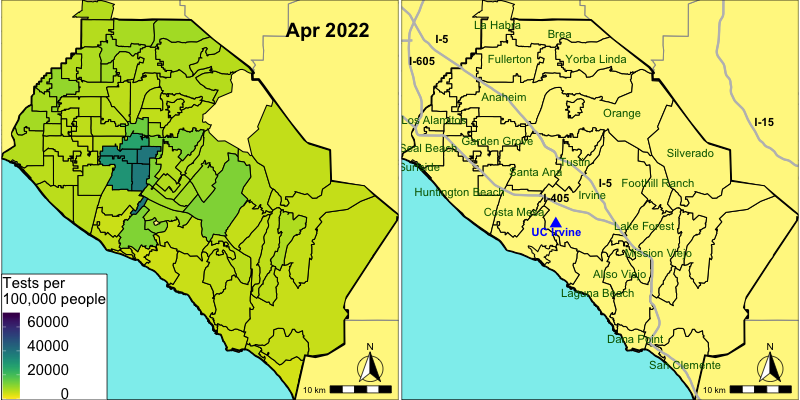 Apr 2022
Tests per
100,000 people
60000
40000
20000
0
N
10 km
La Habra
Brea
I-5
I-605
Fullerton
Yorba Linda
Anaheim
Orange
Los Alamitos
I-15
Garden Grove
Seal Beach
Silverado
Tustin
Sunside
Santa Ana
I-5
Foothill Ranch
Huntington Beach
I-405
Irvine
Costa Mesa
UC Irvine
Lake Forest
Mission Viejo
Aliso Viejo
Laguna Beach
Dana Point
San Clemente
N
10 km